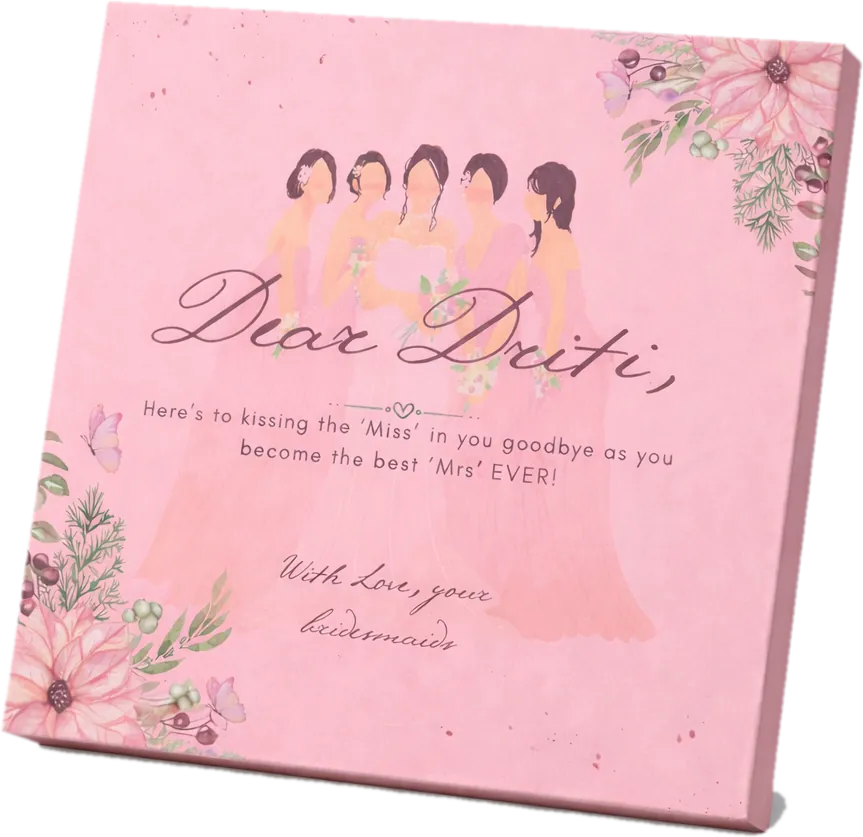 Dear Driti,
Here's to kissing the 'Miss' in you goodbye as you
become the best 'Mrs' EVER!
With Love, your
bridesmaids